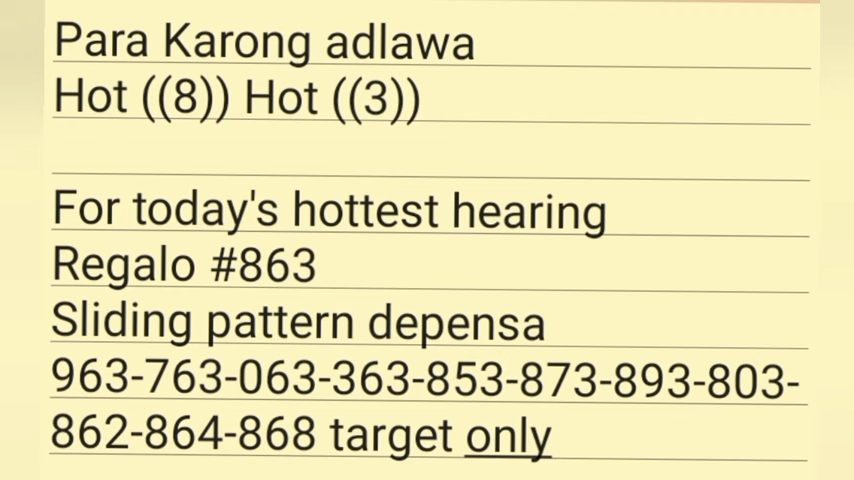 Para Karong adlawa
Hot ((8)) Hot ((3))
For today's hottest hearing
Regalo #863
Sliding pattern depensa
963-763-063-363-853-873-893-803-
862-864-868 target only